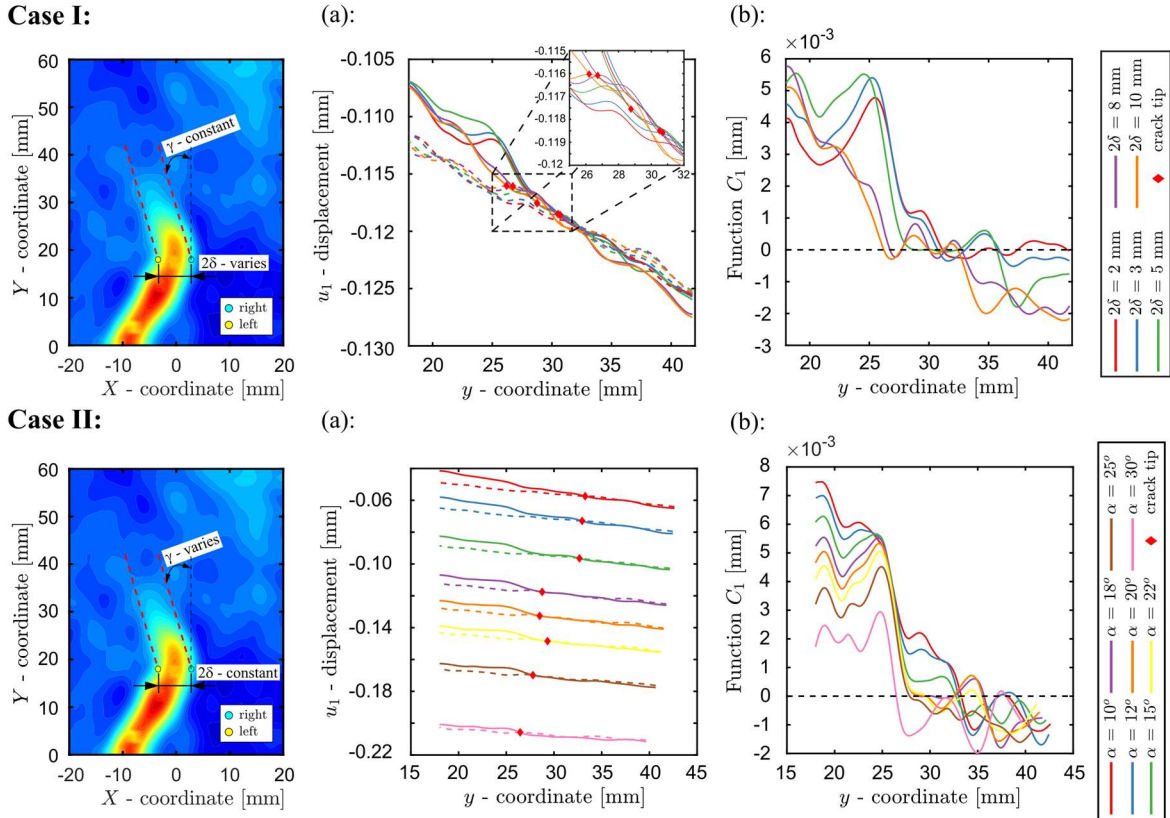 Case I:
(a):
(b):
60
50
40
30
20
10
0
-20
-10
0
10
20
Y - coordinate [mm]
X - coordinate [mm]
γ - constant
2δ - varies
right
left
-0.105
-0.110
-0.115
-0.120
-0.125
-0.130
20
25
30
35
40
u₁ - displacement [mm]
y - coordinate [mm]
-0.115
-0.116
-0.117
-0.118
-0.119
-0.12
26
28
30
32
×10⁻³
6
5
4
3
2
1
0
-1
-2
-3
20
25
30
35
40
Function C₁ [mm]
y - coordinate [mm]
2δ = 2 mm
2δ = 3 mm
2δ = 5 mm
2δ = 8 mm
2δ = 10 mm
crack tip
Case II:
(a):
(b):
60
50
40
30
20
10
0
-20
-10
0
10
20
Y - coordinate [mm]
X - coordinate [mm]
γ - varies
2δ - constant
right
left
-0.06
-0.10
-0.14
-0.18
-0.22
15
20
25
30
35
40
45
u₁ - displacement [mm]
y - coordinate [mm]
×10⁻³
8
7
6
5
4
3
2
1
0
-1
-2
15
20
25
30
35
40
45
Function C₁ [mm]
y - coordinate [mm]
α = 10°
α = 12°
α = 15°
α = 18°
α = 20°
α = 22°
α = 25°
α = 30°
crack tip